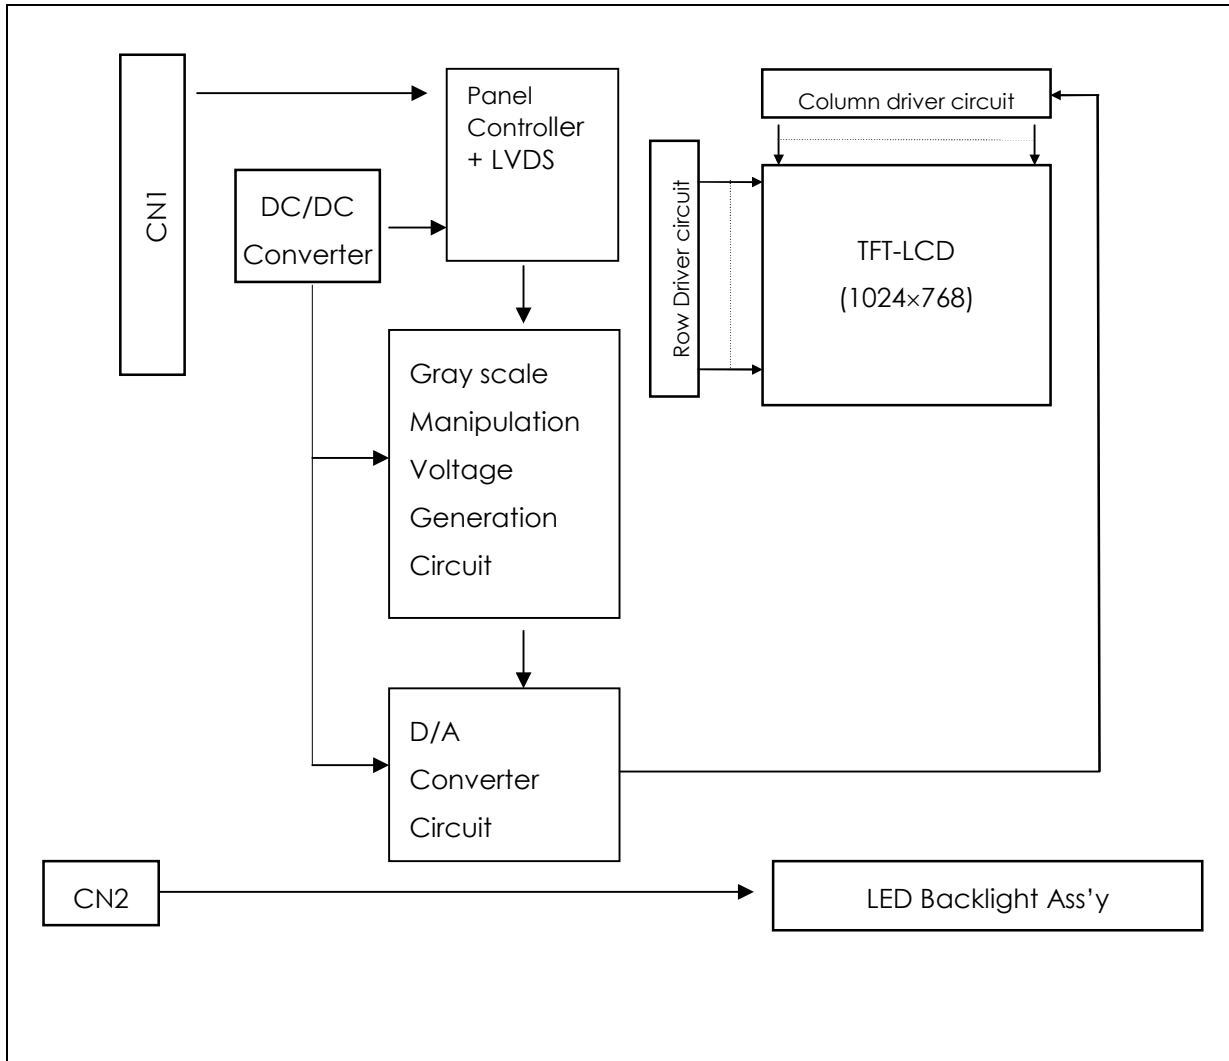 CN1
Panel
Controller
+ LVDS
DC/DC
Converter
Gray scale
Manipulation
Voltage
Generation
Circuit
D/A
Converter
Circuit
Column driver circuit
Row Driver circuit
TFT-LCD
(1024×768)
CN2
LED Backlight Ass’y